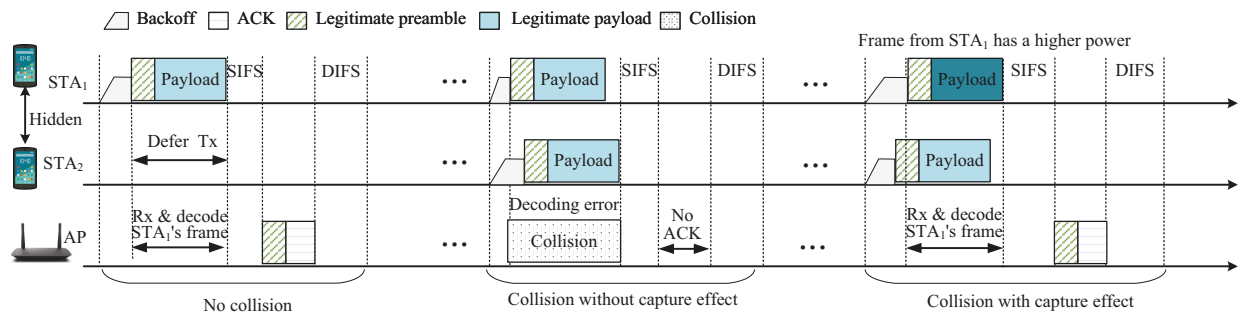 Backoff ACK Legitimate preamble Legitimate payload Collision
Frame from STA₁ has a higher power
STA₁ Payload SIFS DIFS ... Payload SIFS DIFS ... Payload SIFS DIFS
Hidden
Defer Tx
STA₂ ... Payload ... Payload
Decoding error
AP
Rx & decode
STA₁'s frame
...
Collision
No
ACK
...
Rx & decode
STA₁'s frame
No collision
Collision without capture effect
Collision with capture effect